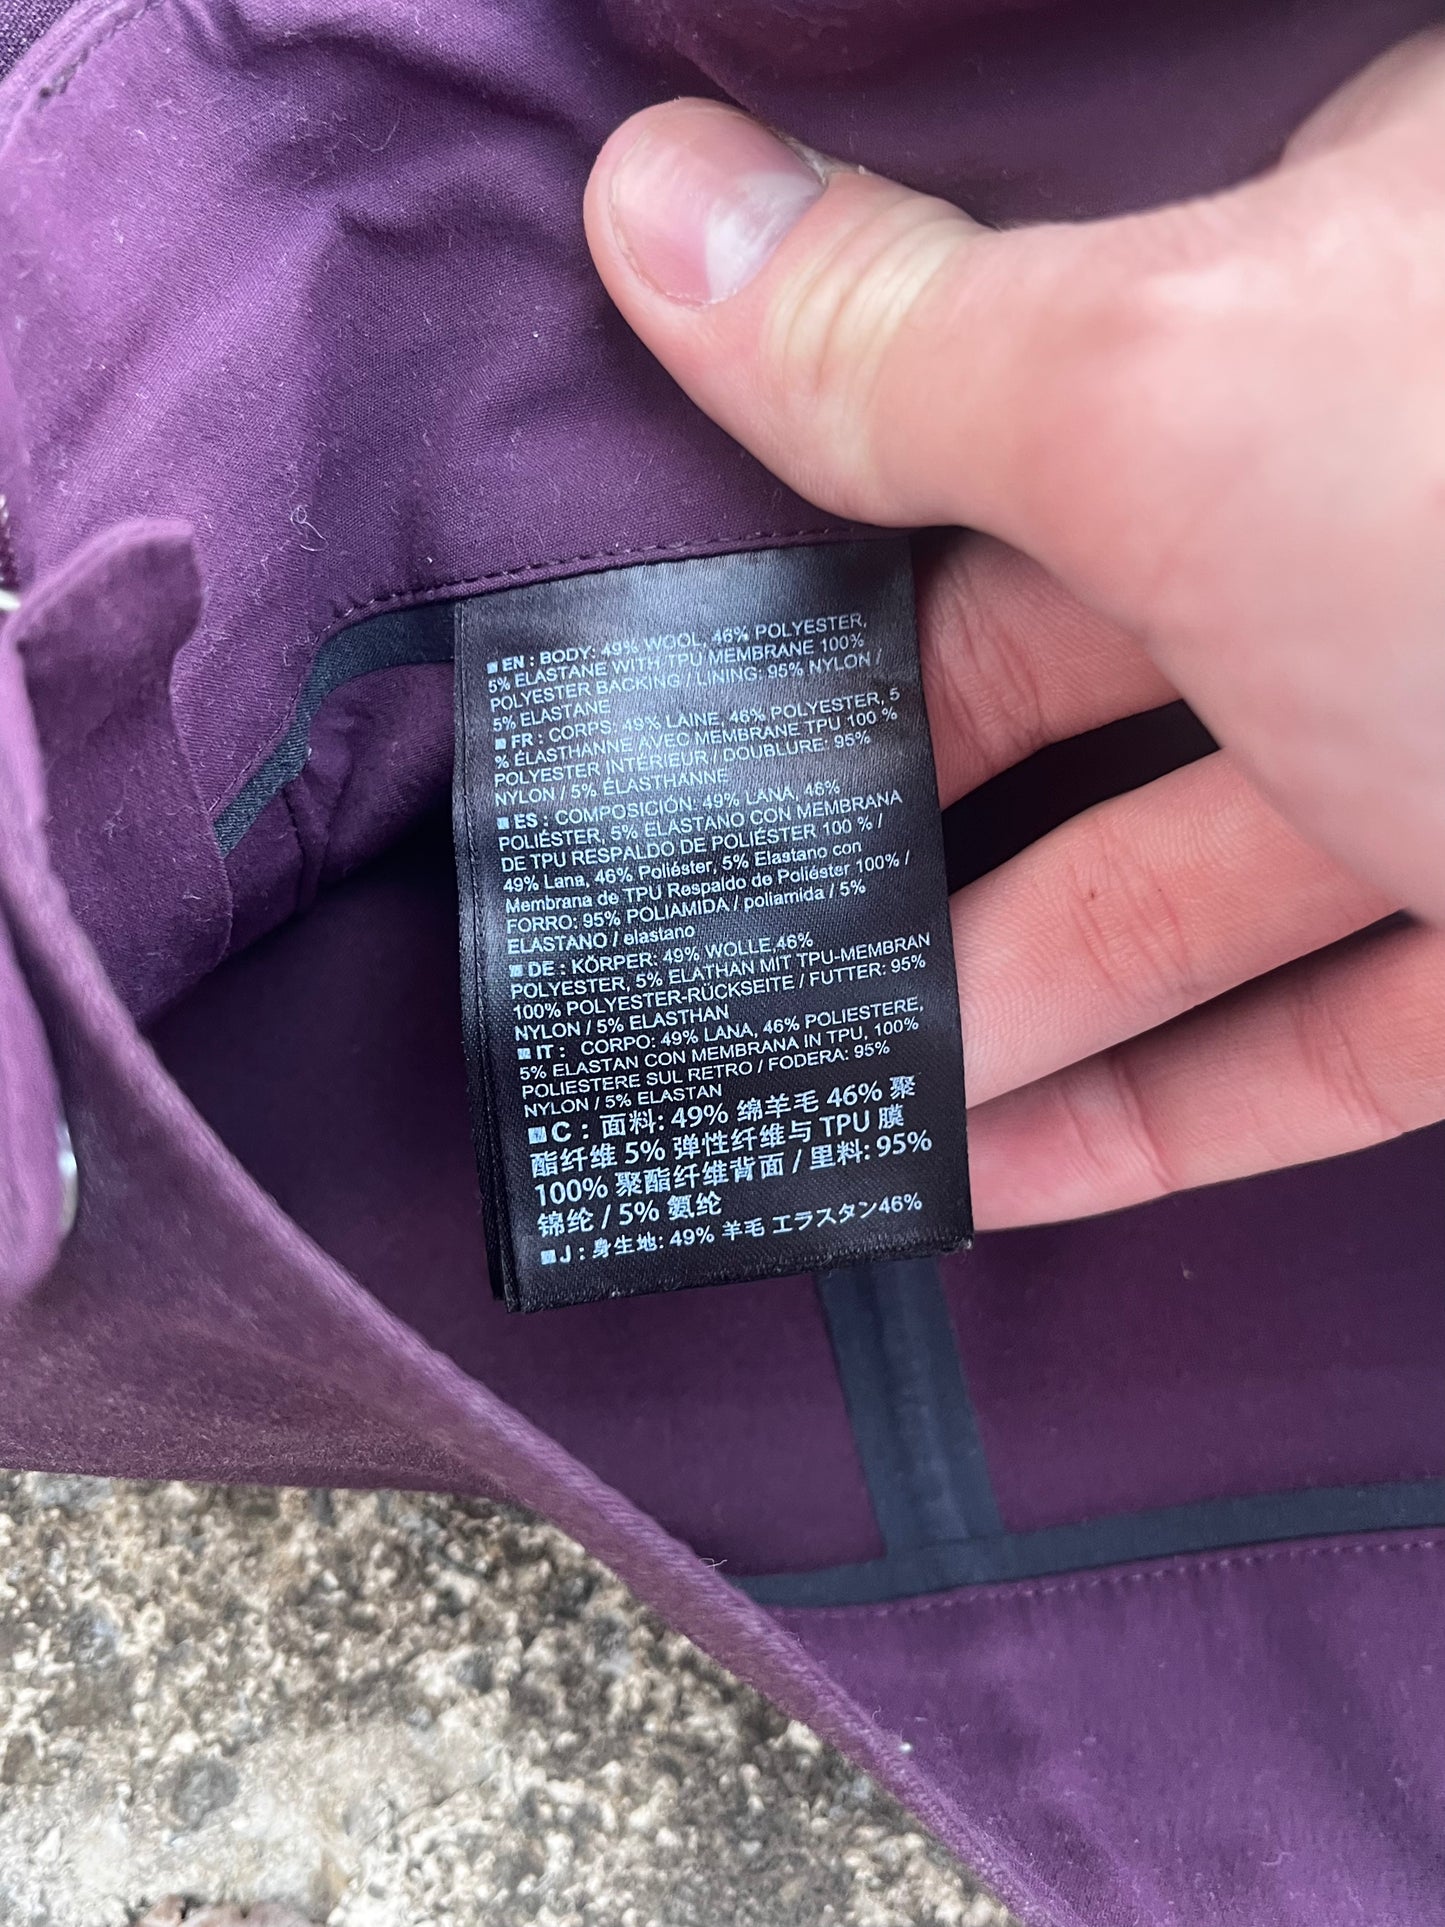 EN : BODY: 49% WOOL, 46% POLYESTER,
5% ELASTANE WITH TPU MEMBRANE 100%
POLYESTER BACKING / LINING: 95% NYLON /
5% ELASTANE
FR : CORPS: 49% LAINE, 46% POLYESTER, 5
% ÉLASTHANNE AVEC MEMBRANE TPU 100 %
POLYESTER INTÉRIEUR / DOUBLURE: 95%
NYLON / 5% ÉLASTHANNE
ES : COMPOSICIÓN: 49% LANA, 46%
POLIÉSTER, 5% ELASTANO CON MEMBRANA
DE TPU RESPALDO DE POLIÉSTER 100 % /
49% Lana, 46% Poliéster, 5% Elastano con
Membrana de TPU Respaldo de Poliéster 100% /
FORRO: 95% POLIAMIDA / poliamida / 5%
ELASTANO / elastano
DE : KÖRPER: 49% WOLLE,46%
POLYESTER, 5% ELATHAN MIT TPU-MEMBRAN
100% POLYESTER-RÜCKSEITE / FUTTER: 95%
NYLON / 5% ELASTHAN
IT : CORPO: 49% LANA, 46% POLIESTERE,
5% ELASTAN CON MEMBRANA IN TPU, 100%
POLIESTERE SUL RETRO / FODERA: 95%
NYLON / 5% ELASTAN
C : 面料: 49% 绵羊毛 46% 聚
酯纤维 5% 弹性纤维与 TPU 膜
100% 聚酯纤维背面 / 里料: 95%
锦纶 / 5% 氨纶
J : 身生地: 49% 羊毛 エラスタン46%